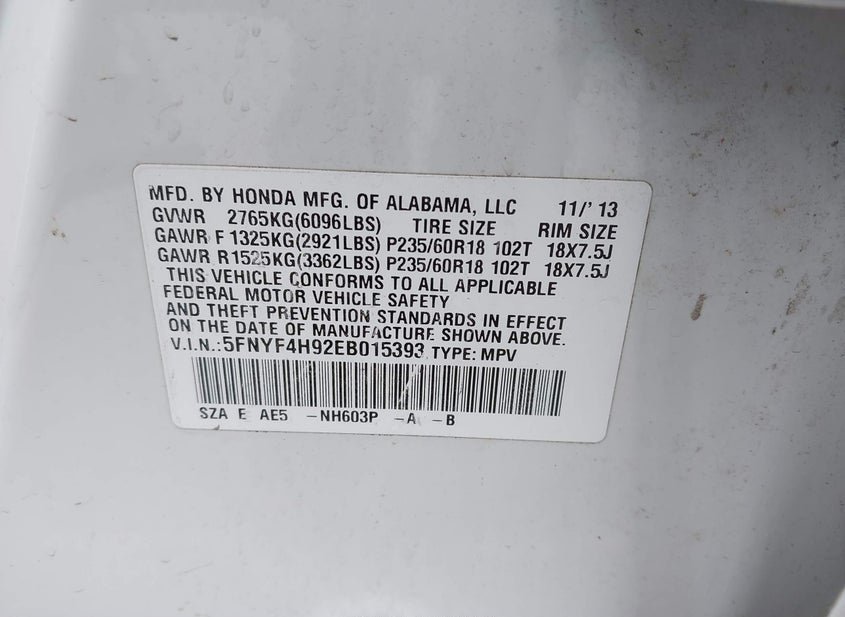 MFD. BY HONDA MFG. OF ALABAMA, LLC 11/'13
GVWR 2765KG(6096LBS) TIRE SIZE RIM SIZE
GAWR F 1325KG(2921LBS) P235/60R18 102T 18X7.5J
GAWR R1525KG(3362LBS) P235/60R18 102T 18X7.5J
THIS VEHICLE CONFORMS TO ALL APPLICABLE
FEDERAL MOTOR VEHICLE SAFETY
AND THEFT PREVENTION STANDARDS IN EFFECT
ON THE DATE OF MANUFACTURE SHOWN ABOVE.
V.I.N.:5FNYF4H92EB015393 TYPE: MPV
SZA E AE5 -NH603P -A -B